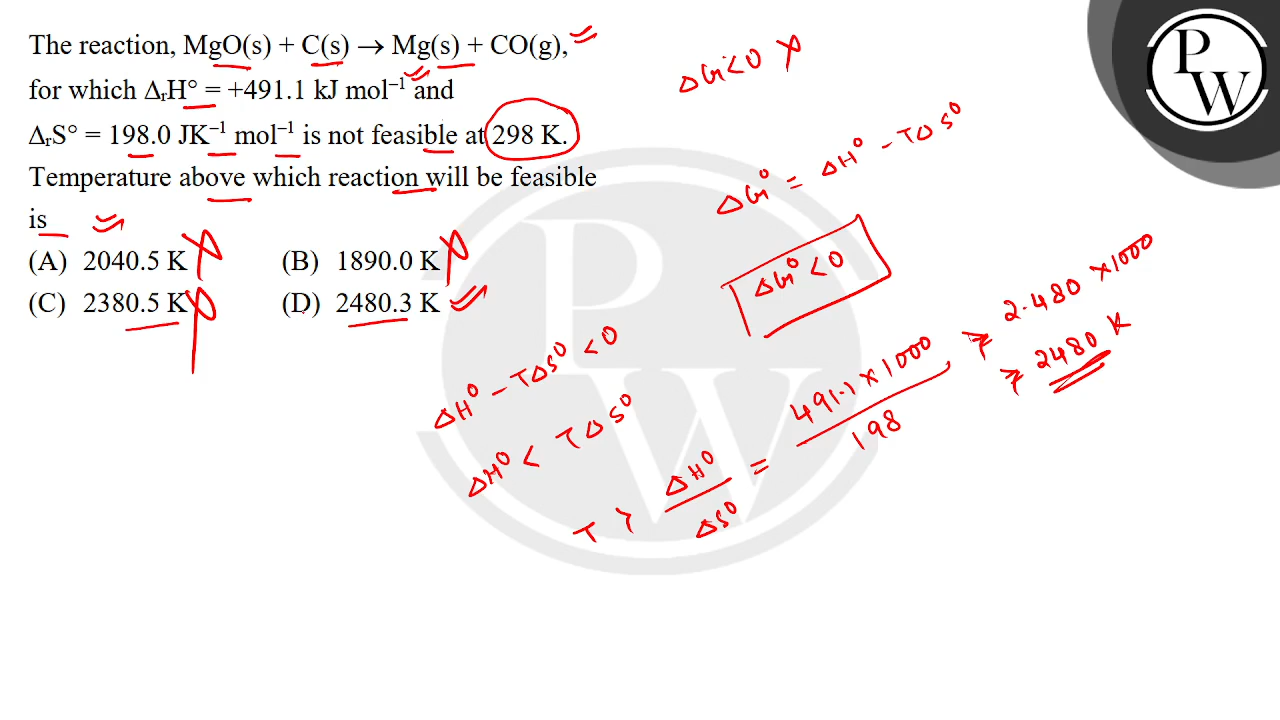 The reaction, MgO(s) + C(s) → Mg(s) + CO(g),
for which ΔᵣH° = +491.1 kJ mol⁻¹ and
ΔᵣS° = 198.0 JK⁻¹ mol⁻¹ is not feasible at 298 K.
Temperature above which reaction will be feasible
is
(A) 2040.5 K (B) 1890.0 K
(C) 2380.5 K (D) 2480.3 K
ΔG<0 X
ΔG° = ΔH° - TΔS°
ΔG° < 0
ΔH° - TΔS° < 0
ΔH° < TΔS°
T > ΔH°/ΔS° = 491.1 × 1000 / 198
> 2.480 × 1000
> 2480 K
P
W
P
W